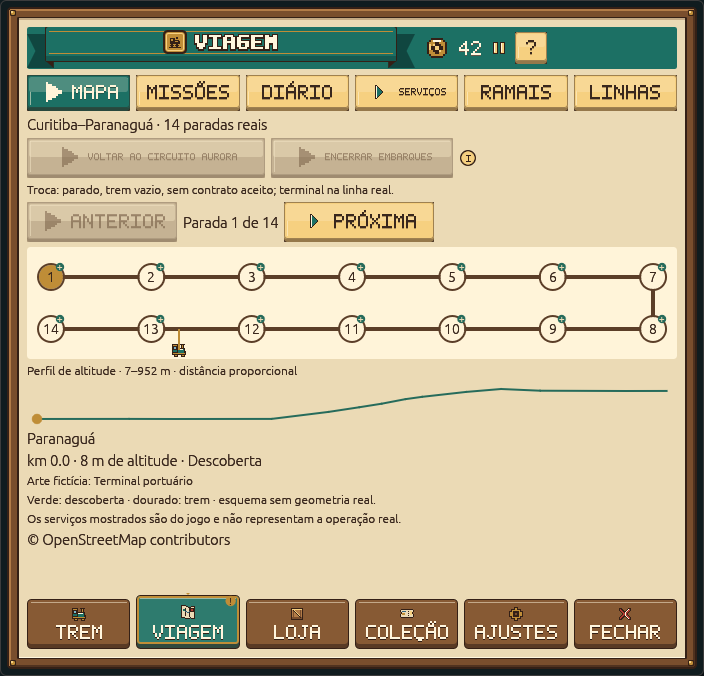 VIAGEM 42 ?
MAPA MISSÕES DIÁRIO SERVIÇOS RAMAIS LINHAS
Curitiba–Paranaguá · 14 paradas reais
VOLTAR AO CIRCUITO AURORA ENCERRAR EMBARQUES I
Troca: parado, trem vazio, sem contrato aceito; terminal na linha real.
ANTERIOR Parada 1 de 14 PRÓXIMA
1 2 3 4 5 6 7
14 13 12 11 10 9 8
Perfil de altitude · 7–952 m · distância proporcional
Paranaguá
km 0.0 · 8 m de altitude · Descoberta
Arte fictícia: Terminal portuário
Verde: descoberta · dourado: trem · esquema sem geometria real.
Os serviços mostrados são do jogo e não representam a operação real.
© OpenStreetMap contributors
TREM VIAGEM ! LOJA COLEÇÃO AJUSTES FECHAR